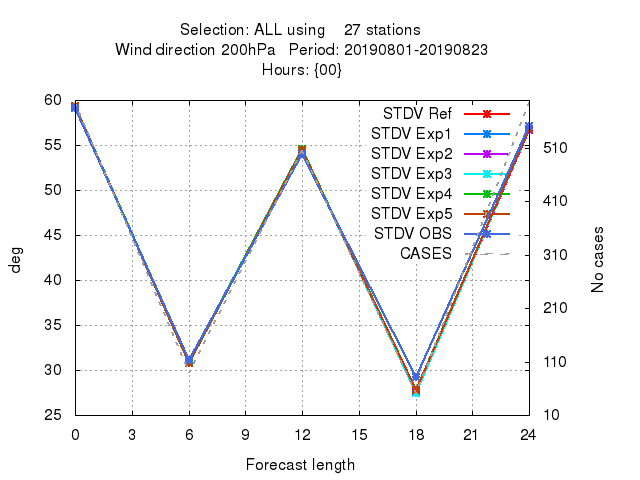 Selection: ALL using    27 stations
Wind direction 200hPa   Period: 20190801-20190823
Hours: {00}
60
55
50
45
40
35
30
25
deg
STDV Ref
STDV Exp1
STDV Exp2
STDV Exp3
STDV Exp4
STDV Exp5
STDV OBS
CASES
510
410
310
210
110
10
No cases
0 3 6 9 12 15 18 21 24
Forecast length